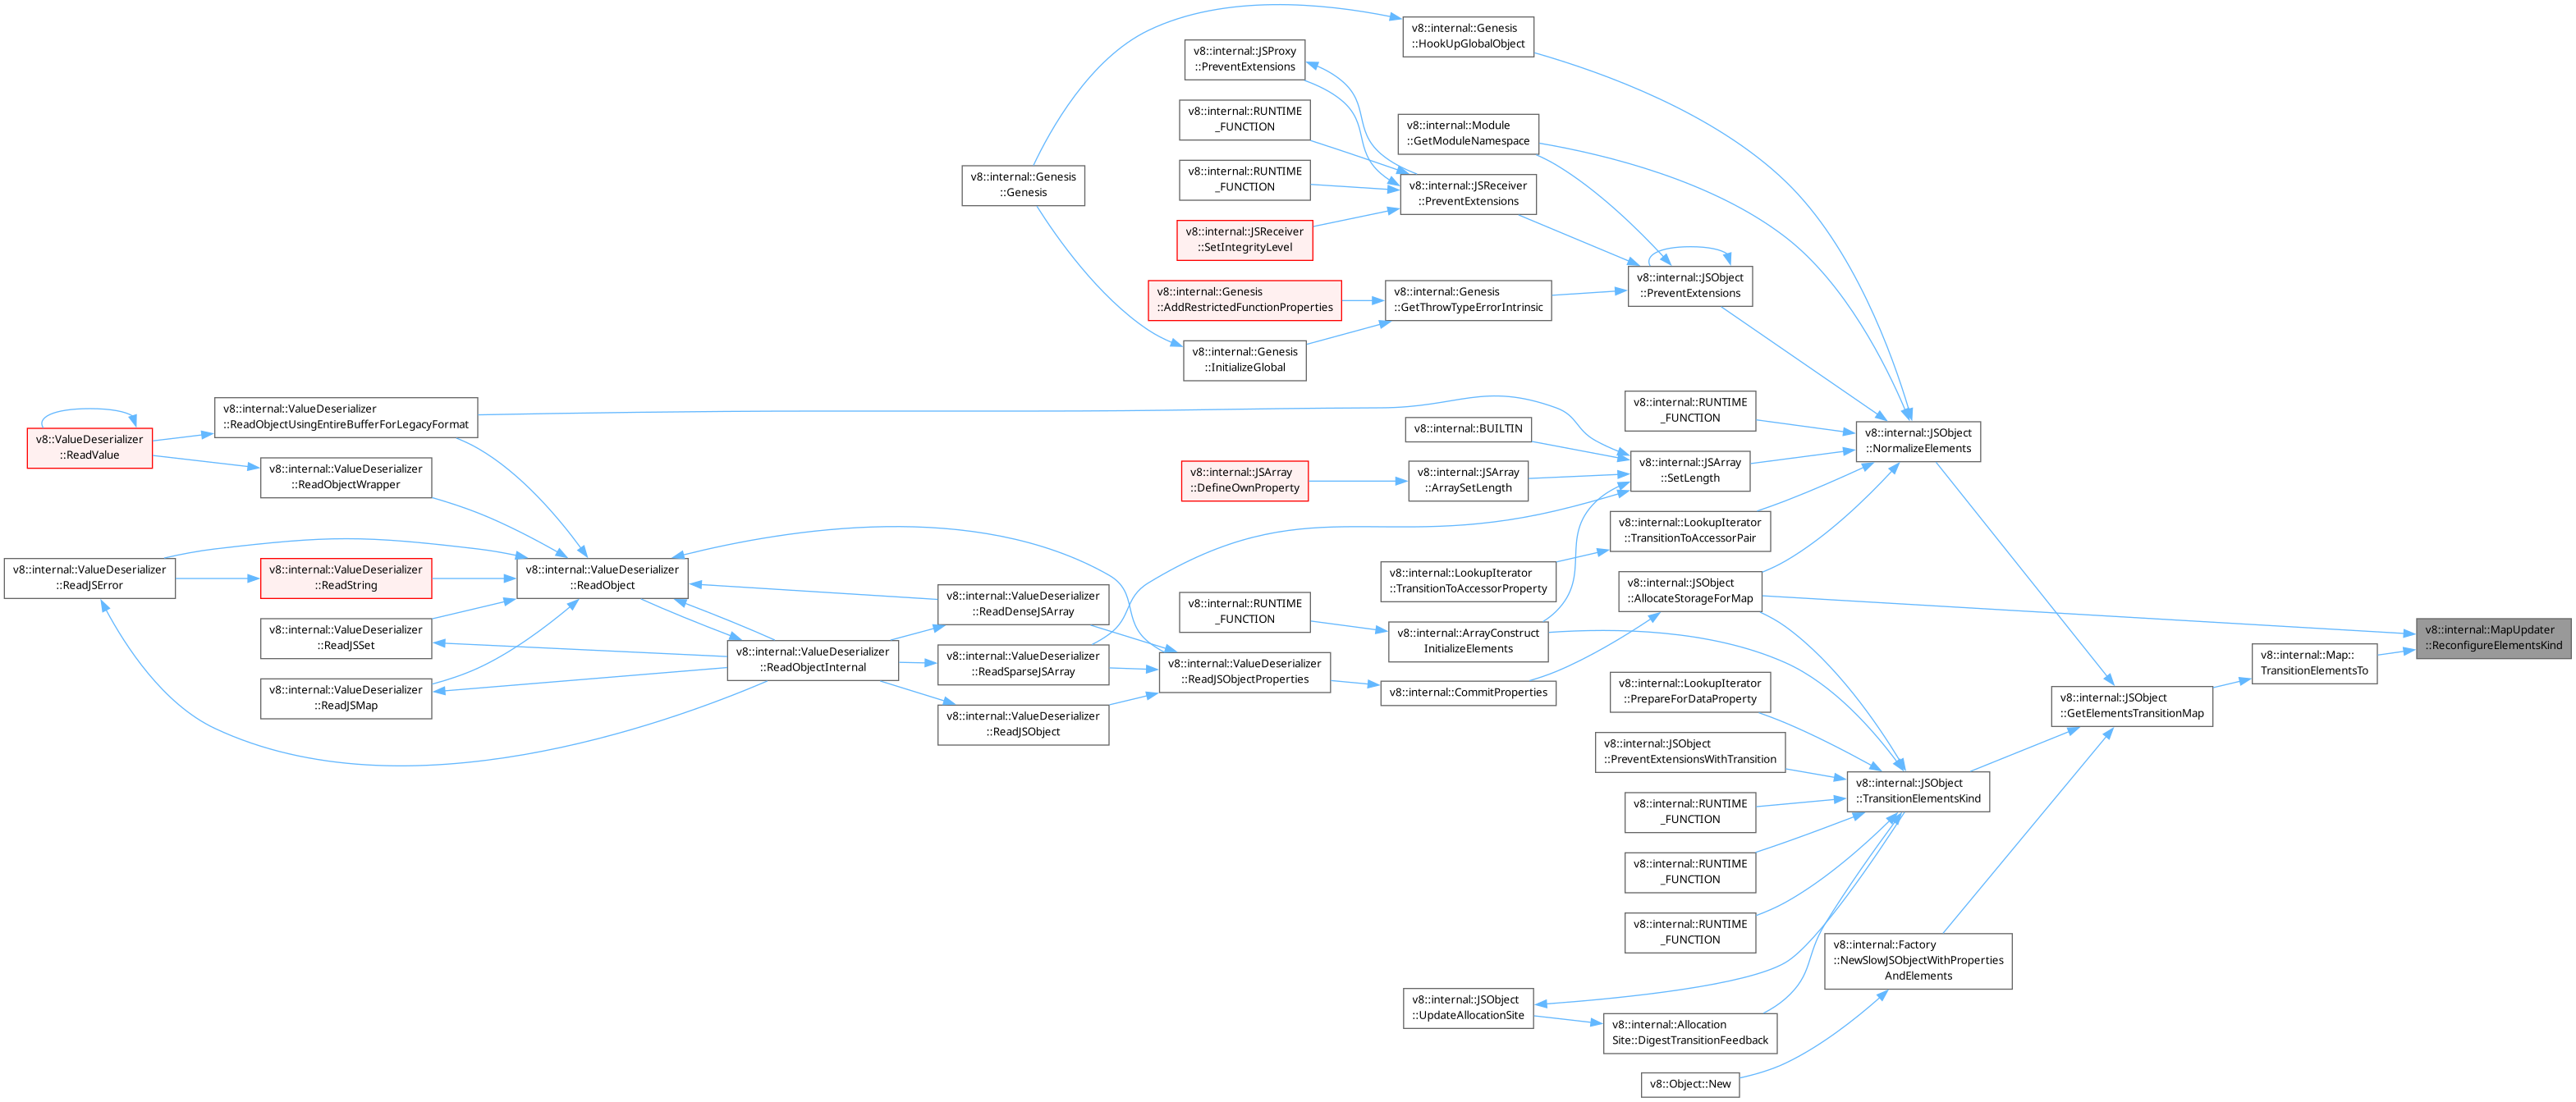 v8::internal::Genesis
::HookUpGlobalObject
v8::internal::JSProxy
::PreventExtensions
v8::internal::RUNTIME
_FUNCTION
v8::internal::Module
::GetModuleNamespace
v8::internal::Genesis
::Genesis
v8::internal::RUNTIME
_FUNCTION
v8::internal::JSReceiver
::PreventExtensions
v8::internal::JSReceiver
::SetIntegrityLevel
v8::internal::JSObject
::PreventExtensions
v8::internal::Genesis
::AddRestrictedFunctionProperties
v8::internal::Genesis
::GetThrowTypeErrorIntrinsic
v8::internal::Genesis
::InitializeGlobal
v8::internal::ValueDeserializer
::ReadObjectUsingEntireBufferForLegacyFormat
v8::internal::RUNTIME
_FUNCTION
v8::ValueDeserializer
::ReadValue
v8::internal::BUILTIN
v8::internal::JSObject
::NormalizeElements
v8::internal::ValueDeserializer
::ReadObjectWrapper
v8::internal::JSArray
::DefineOwnProperty
v8::internal::JSArray
::ArraySetLength
v8::internal::JSArray
::SetLength
v8::internal::LookupIterator
::TransitionToAccessorPair
v8::internal::ValueDeserializer
::ReadJSError
v8::internal::ValueDeserializer
::ReadString
v8::internal::ValueDeserializer
::ReadObject
v8::internal::LookupIterator
::TransitionToAccessorProperty
v8::internal::JSObject
::AllocateStorageForMap
v8::internal::ValueDeserializer
::ReadDenseJSArray
v8::internal::RUNTIME
_FUNCTION
v8::internal::ValueDeserializer
::ReadJSSet
v8::internal::ArrayConstruct
InitializeElements
v8::internal::MapUpdater
::ReconfigureElementsKind
v8::internal::ValueDeserializer
::ReadObjectInternal
v8::internal::ValueDeserializer
::ReadSparseJSArray
v8::internal::ValueDeserializer
::ReadJSObjectProperties
v8::internal::Map::
TransitionElementsTo
v8::internal::ValueDeserializer
::ReadJSMap
v8::internal::CommitProperties
v8::internal::LookupIterator
::PrepareForDataProperty
v8::internal::JSObject
::GetElementsTransitionMap
v8::internal::ValueDeserializer
::ReadJSObject
v8::internal::JSObject
::PreventExtensionsWithTransition
v8::internal::JSObject
::TransitionElementsKind
v8::internal::RUNTIME
_FUNCTION
v8::internal::RUNTIME
_FUNCTION
v8::internal::RUNTIME
_FUNCTION
v8::internal::Factory
::NewSlowJSObjectWithProperties
AndElements
v8::internal::JSObject
::UpdateAllocationSite
v8::internal::Allocation
Site::DigestTransitionFeedback
v8::Object::New